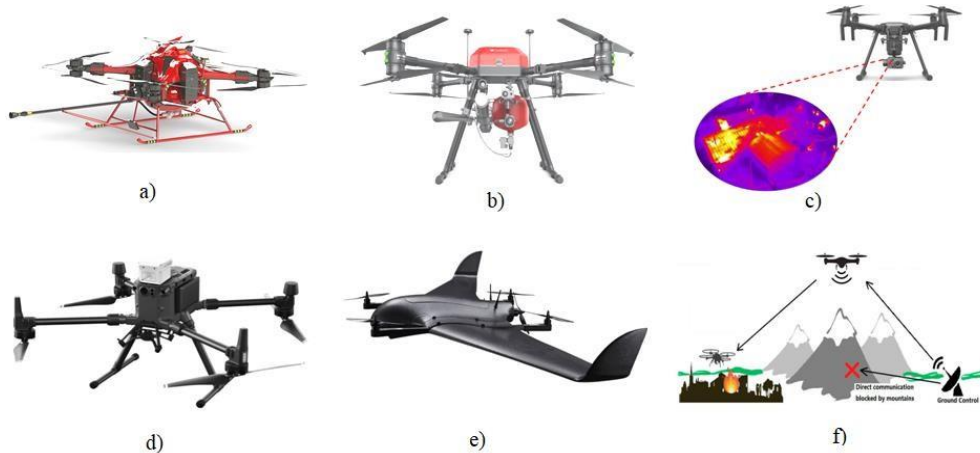 a)
b)
c)
d)
e)
Direct communication
blocked by mountains
Ground Control
f)